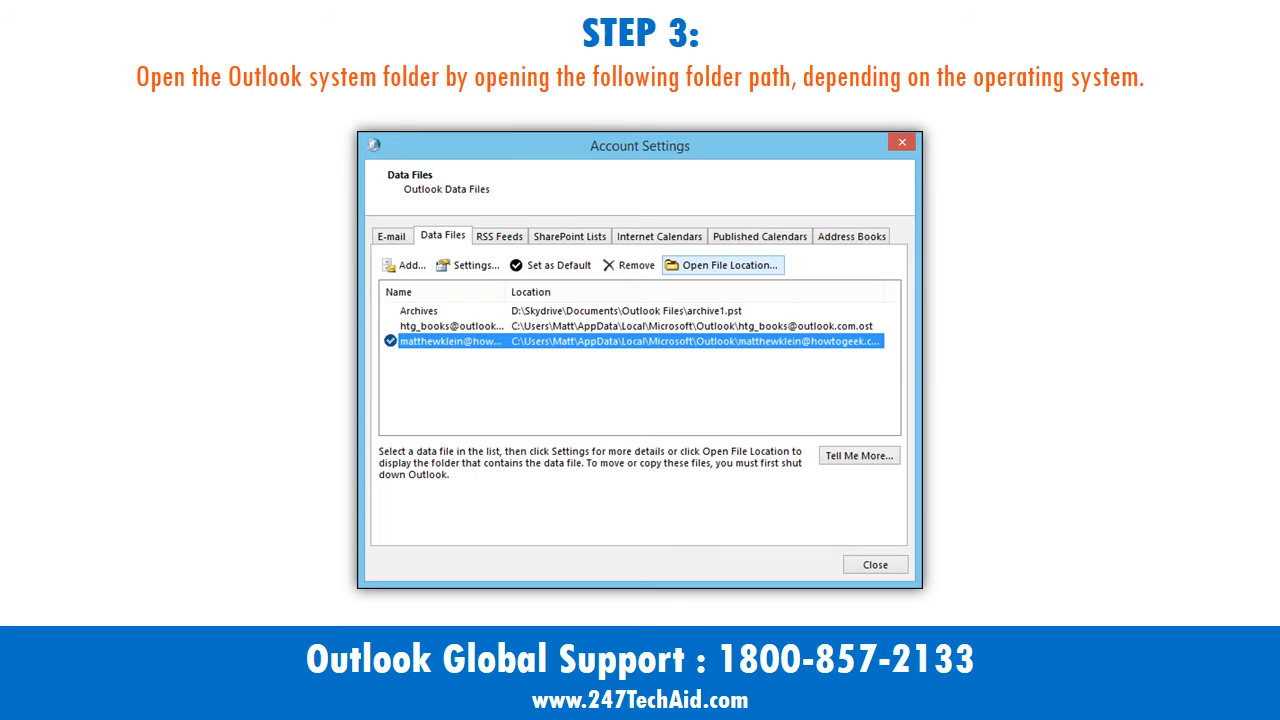 STEP 3:
Open the Outlook system folder by opening the following folder path, depending on the operating system.
Account Settings
Data Files
Outlook Data Files
E-mail Data Files RSS Feeds SharePoint Lists Internet Calendars Published Calendars Address Books
Add... Settings... Set as Default Remove Open File Location...
Name Location
Archives D:\Skydrive\Documents\Outlook Files\archive1.pst
htg_books@outlook... C:\Users\Matt\AppData\Local\Microsoft\Outlook\htg_books@outlook.com.ost
matthewklein@how... C:\Users\Matt\AppData\Local\Microsoft\Outlook\matthewklein@howtogeek.c...
Select a data file in the list, then click Settings for more details or click Open File Location to
display the folder that contains the data file. To move or copy these files, you must first shut
down Outlook.
Tell Me More...
Close
Outlook Global Support : 1800-857-2133
www.247TechAid.com